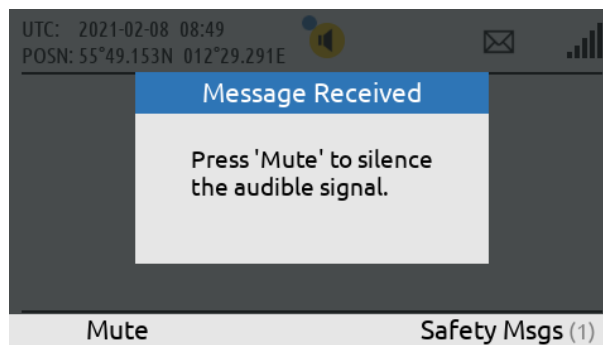 UTC: 2021-02-08 08:49
POSN: 55°49.153N 012°29.291E
Message Received
Press 'Mute' to silence
the audible signal.
Mute Safety Msgs (1)